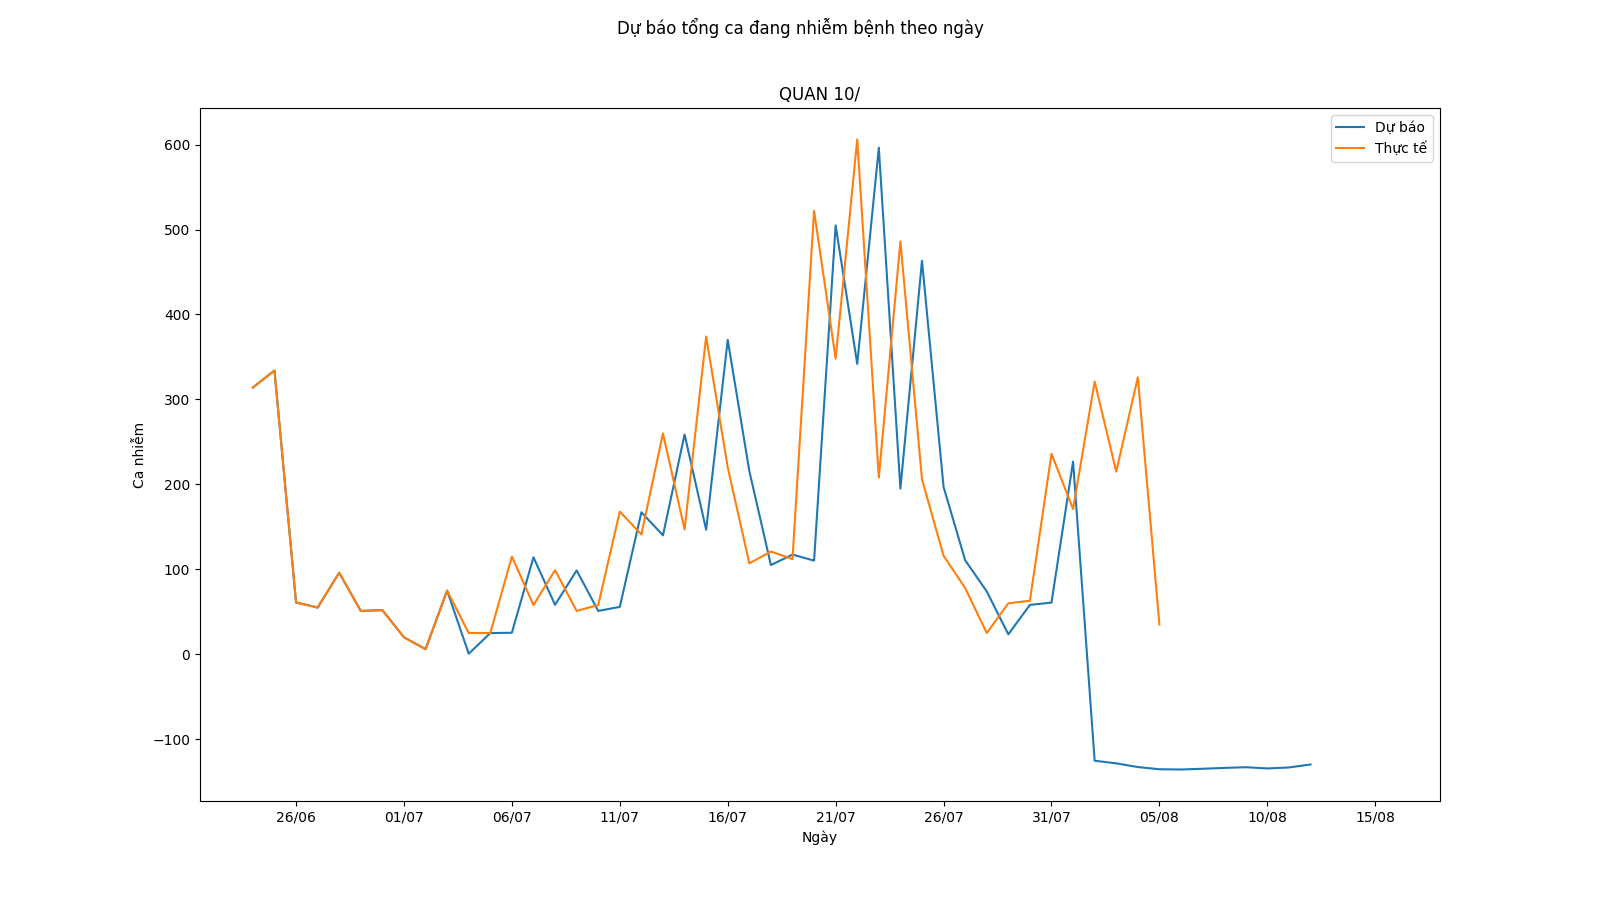 Dự báo tổng ca đang nhiễm bệnh theo ngày
QUAN 10/
Dự báo
Thực tế
600
500
400
300
200
100
0
−100
Ca nhiễm
26/06 01/07 06/07 11/07 16/07 21/07 26/07 31/07 05/08 10/08 15/08
Ngày